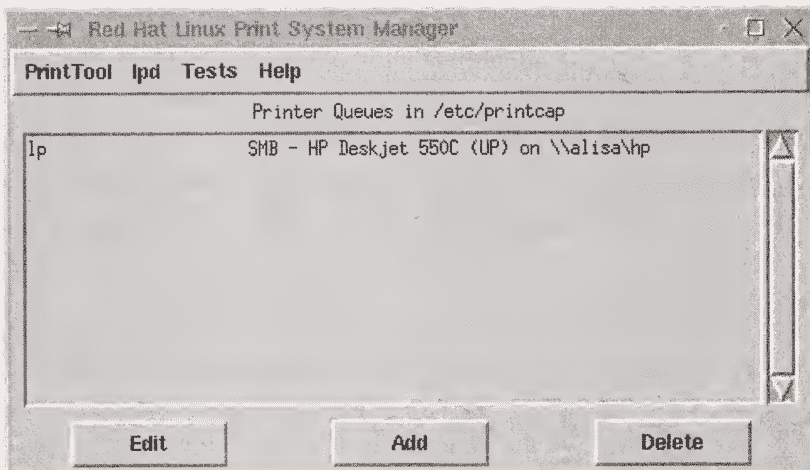 Red Hat Linux Print System Manager
PrintTool lpd Tests Help
Printer Queues in /etc/printcap
lp SMB - HP Deskjet 550C (UP) on \\alisa\hp
Edit Add Delete